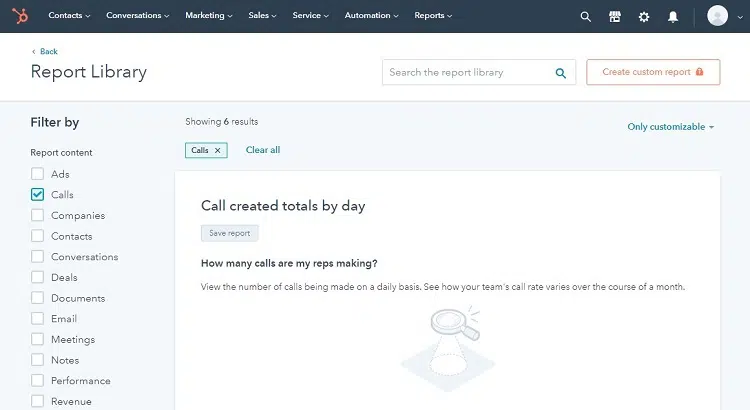 Contacts Conversations Marketing Sales Service Automation Reports
Back
Report Library
Search the report library
Create custom report
Filter by
Report content
Ads
Calls
Companies
Contacts
Conversations
Deals
Documents
Email
Meetings
Notes
Performance
Revenue
Showing 6 results
Only customizable
Calls ×
Clear all
Call created totals by day
Save report
How many calls are my reps making?
View the number of calls being made on a daily basis. See how your team's call rate varies over the course of a month.